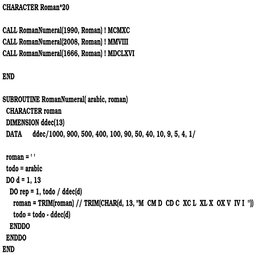 CHARACTER Roman*20
CALL RomanNumeral(1990, Roman) ! MCMXC
CALL RomanNumeral(2008, Roman) ! MMVIII
CALL RomanNumeral(1666, Roman) ! MDCLXVI
END
SUBROUTINE RomanNumeral( arabic, roman)
CHARACTER roman
DIMENSION ddec(13)
DATA ddec/1000, 900, 500, 400, 100, 90, 50, 40, 10, 9, 5, 4, 1/
roman = ' '
todo = arabic
DO d = 1, 13
DO rep = 1, todo / ddec(d)
roman = TRIM(roman) // TRIM(CHAR(d, 13, "M CM D CD C XC L XL X OX V IV I "))
todo = todo - ddec(d)
ENDDO
ENDDO
END